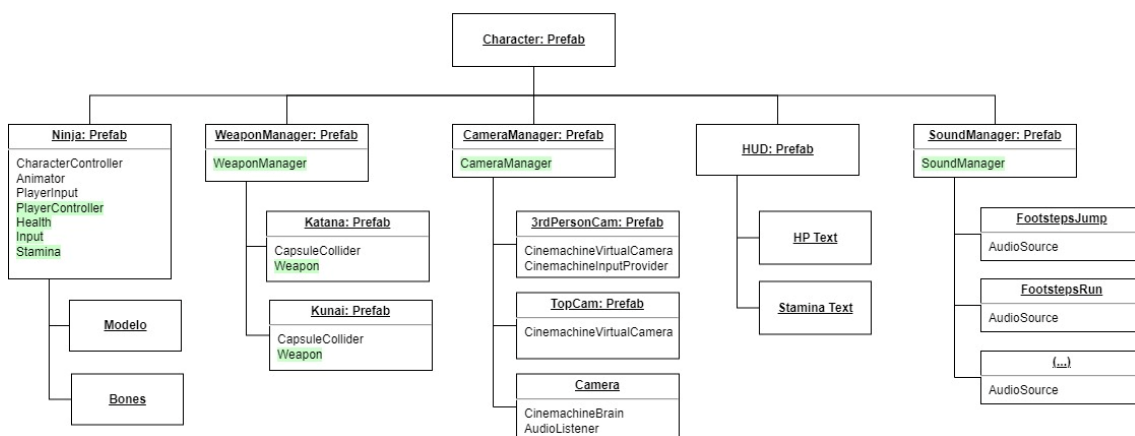 Character: Prefab
Ninja: Prefab
CharacterController
Animator
PlayerInput
PlayerController
Health
Input
Stamina
Modelo
Bones
WeaponManager: Prefab
WeaponManager
Katana: Prefab
CapsuleCollider
Weapon
Kunai: Prefab
CapsuleCollider
Weapon
CameraManager: Prefab
CameraManager
3rdPersonCam: Prefab
CinemachineVirtualCamera
CinemachineInputProvider
TopCam: Prefab
CinemachineVirtualCamera
Camera
CinemachineBrain
AudioListener
HUD: Prefab
HP Text
Stamina Text
SoundManager: Prefab
SoundManager
FootstepsJump
AudioSource
FootstepsRun
AudioSource
(...)
AudioSource